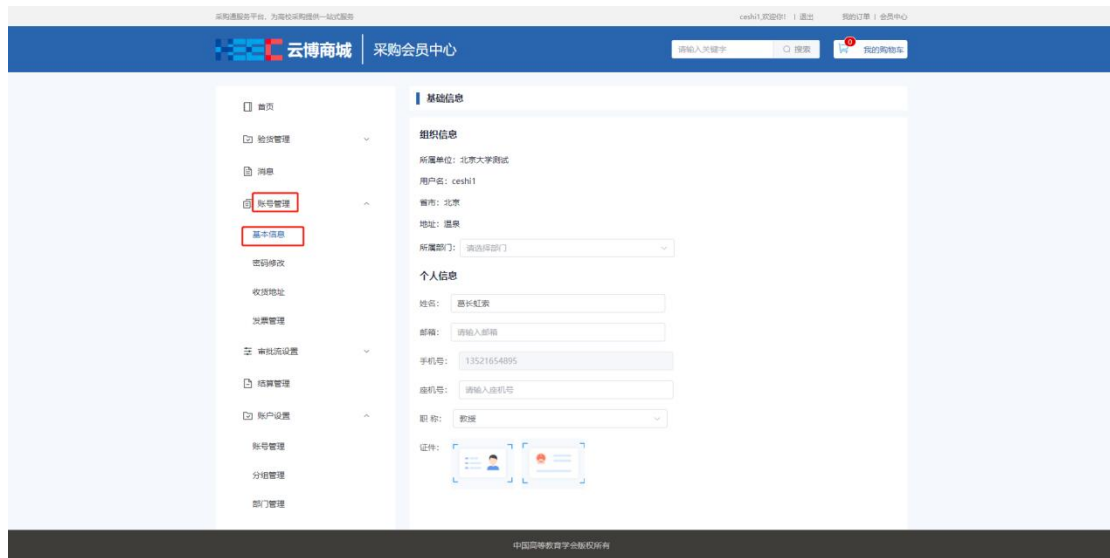 采购通服务平台，为高校采购提供一站式服务
ceshi1,欢迎你！ | 退出 我的订单 | 会员中心
云博商城 采购会员中心
请输入关键字 搜索 0 我的购物车
首页
验货管理
消息
账号管理
基本信息
密码修改
收货地址
发票管理
审批流设置
结算管理
账户设置
账号管理
分组管理
部门管理
基础信息
组织信息
所属单位：北京大学测试
用户名：ceshi1
省市：北京
地址：温泉
所属部门：请选择部门
个人信息
姓名：葛长虹索
邮箱：请输入邮箱
手机号：13521654895
座机号：请输入座机号
职 称：教授
证件：
中国高等教育学会版权所有